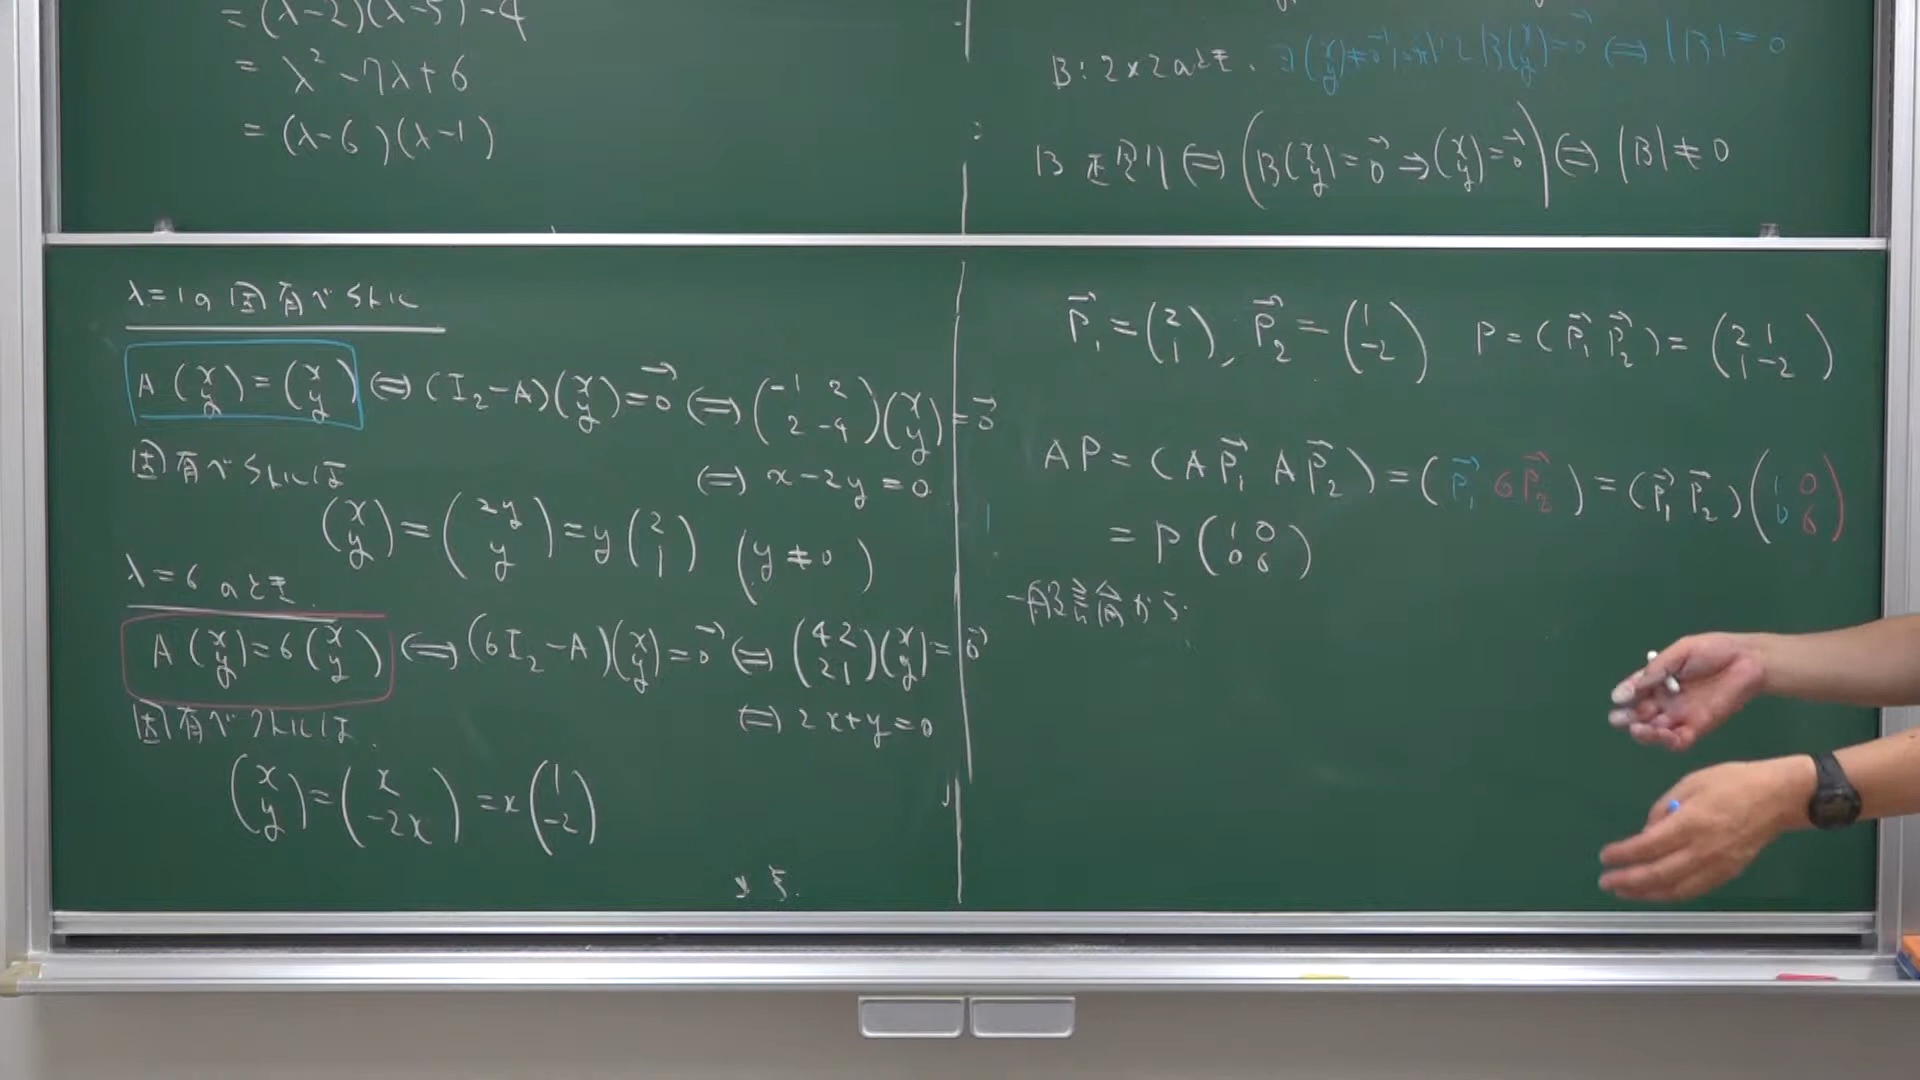 = (λ-2)(λ-5)-4
= λ² -7λ+6
= (λ-6)(λ-1)
B: 2×2のとき. ∃(x y)≠0⃗ に対して B(x y)=0⃗ ⇔ |B|=0
B 正則 ⇔ (B(x y)=0⃗ → (x y)=0⃗) ⇔ |B|≠0
λ=1の固有ベクトル
A(x y)=(x y) ⇔ (I₂-A)(x y)=0⃗ ⇔ (-1 2 2 -4)(x y)=0⃗
固有ベクトルは ⇔ x-2y=0
(x y)=(2y y)=y(2 1) (y≠0)
λ=6のとき
A(x y)=6(x y) ⇔ (6I₂-A)(x y)=0⃗ ⇔ (4 2 2 1)(x y)=0⃗
固有ベクトルは. ⇔ 2x+y=0
(x y)=(x -2x)=x(1 -2)
P⃗₁=(2 1), P⃗₂=(1 -2) P=(P⃗₁ P⃗₂)=(2 1 1 -2)
AP=(AP⃗₁ AP⃗₂)=(P⃗₁ 6P⃗₂)=(P⃗₁ P⃗₂)(1 0 0 6)
=P(1 0 0 6)
一般論から.